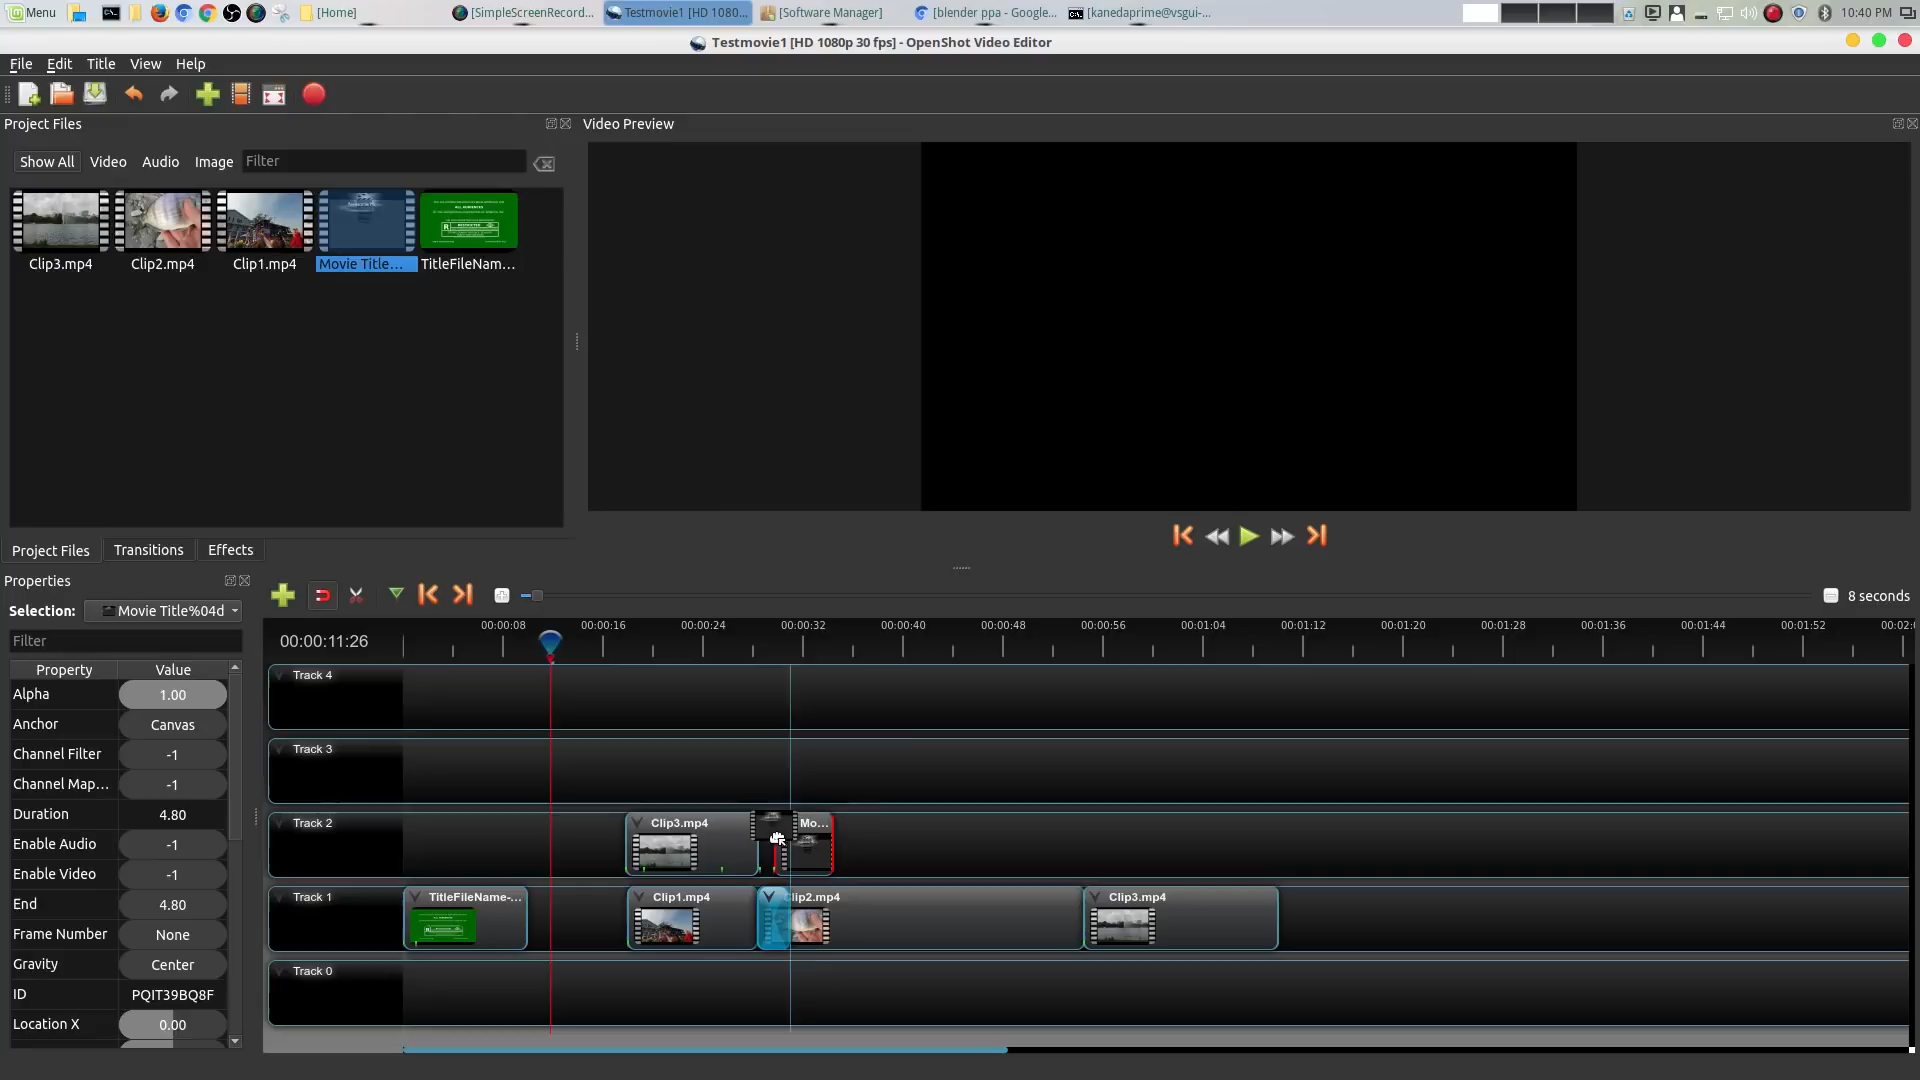 Menu [Home] [SimpleScreenRecord... Testmovie1 [HD 1080... [Software Manager] [blender ppa - Google... [kanedaprime@vsgui-... 10:40 PM
Testmovie1 [HD 1080p 30 fps] - OpenShot Video Editor
File Edit Title View Help
Project Files
Video Preview
Show All Video Audio Image Filter
Clip3.mp4 Clip2.mp4 Clip1.mp4 Movie Title... TitleFileNam...
ALL AUDIENCES
R RESTRICTED
Project Files Transitions Effects
Properties
Selection: Movie Title%04d
Filter
8 seconds
00:00:11:26
00:00:08 00:00:16 00:00:24 00:00:32 00:00:40 00:00:48 00:00:56 00:01:04 00:01:12 00:01:20 00:01:28 00:01:36 00:01:44 00:01:52 00:02:0
Property Value
Alpha 1.00
Anchor Canvas
Channel Filter -1
Channel Map... -1
Duration 4.80
Enable Audio -1
Enable Video -1
End 4.80
Frame Number None
Gravity Center
ID PQIT39BQ8F
Location X 0.00
Track 4
Track 3
Track 2
Clip3.mp4 Mo...
Track 1
TitleFileName-... Clip1.mp4 Clip2.mp4 Clip3.mp4
Track 0